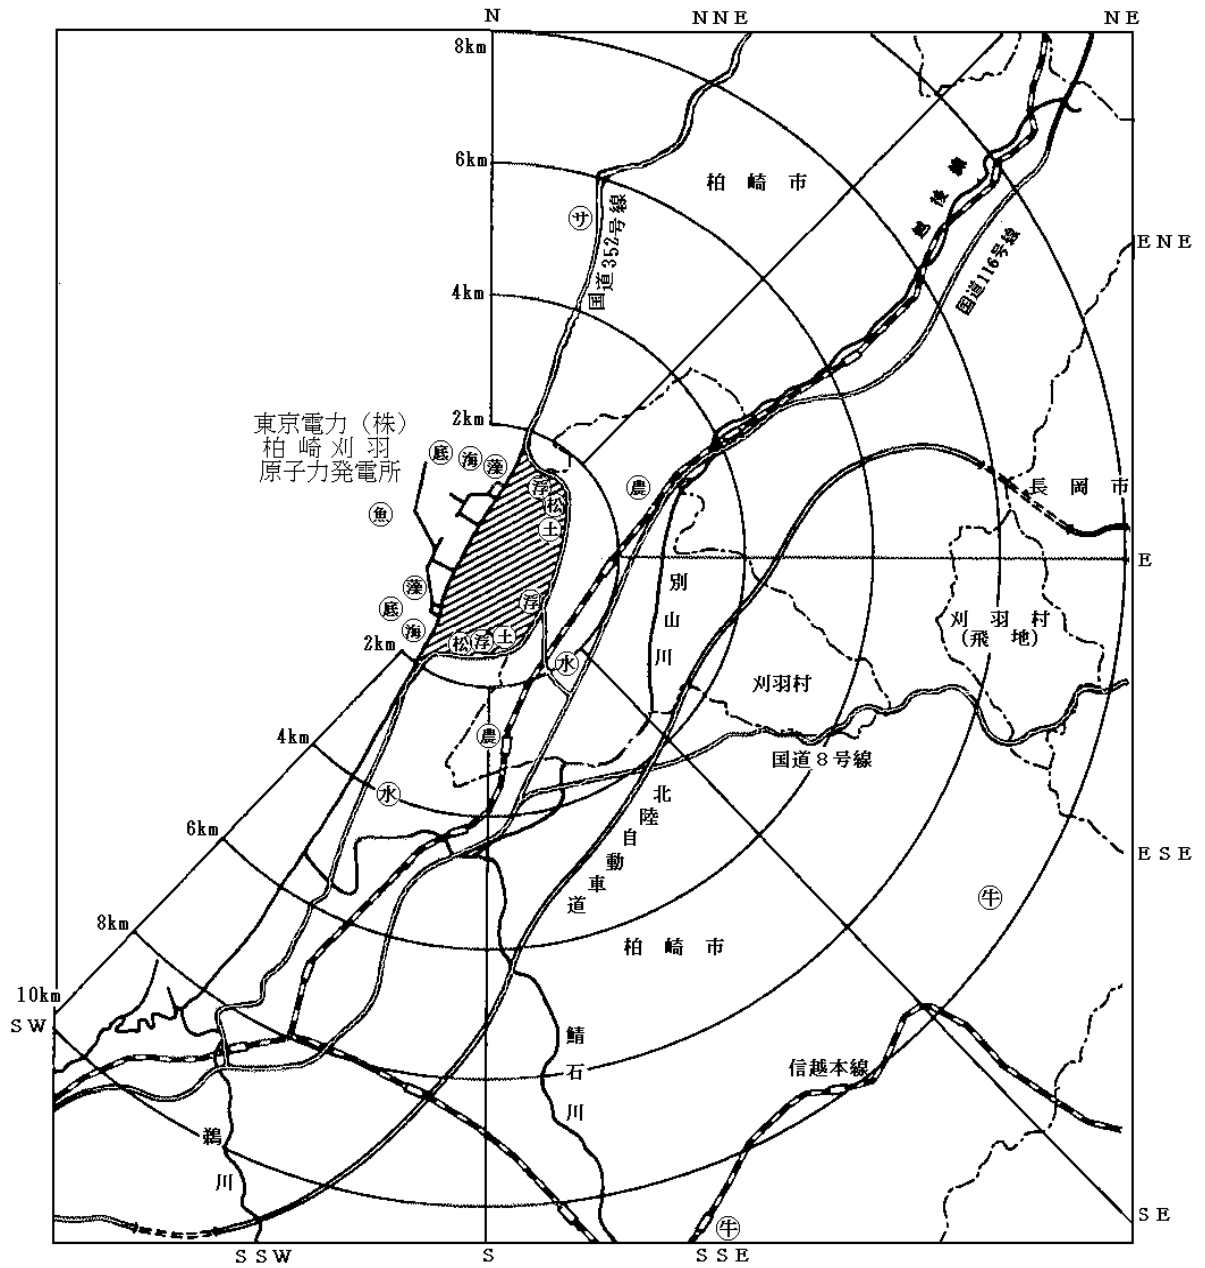 N
NNE
NE
8km
6km
柏崎市
越後線
サ
国道352号線
ENE
国道116号線
4km
2km
東京電力（株）
柏崎刈羽
原子力発電所
底
海
藻
浮
農
松
長岡市
魚
土
E
藻
別山川
底
浮
刈羽村
(飛地)
海
松
浮
土
2km
水
刈羽村
農
4km
国道8号線
水
北陸自動車道
6km
ESE
牛
8km
柏崎市
10km
SW
鯖石川
信越本線
鵜川
SE
牛
SSW
S
SSE